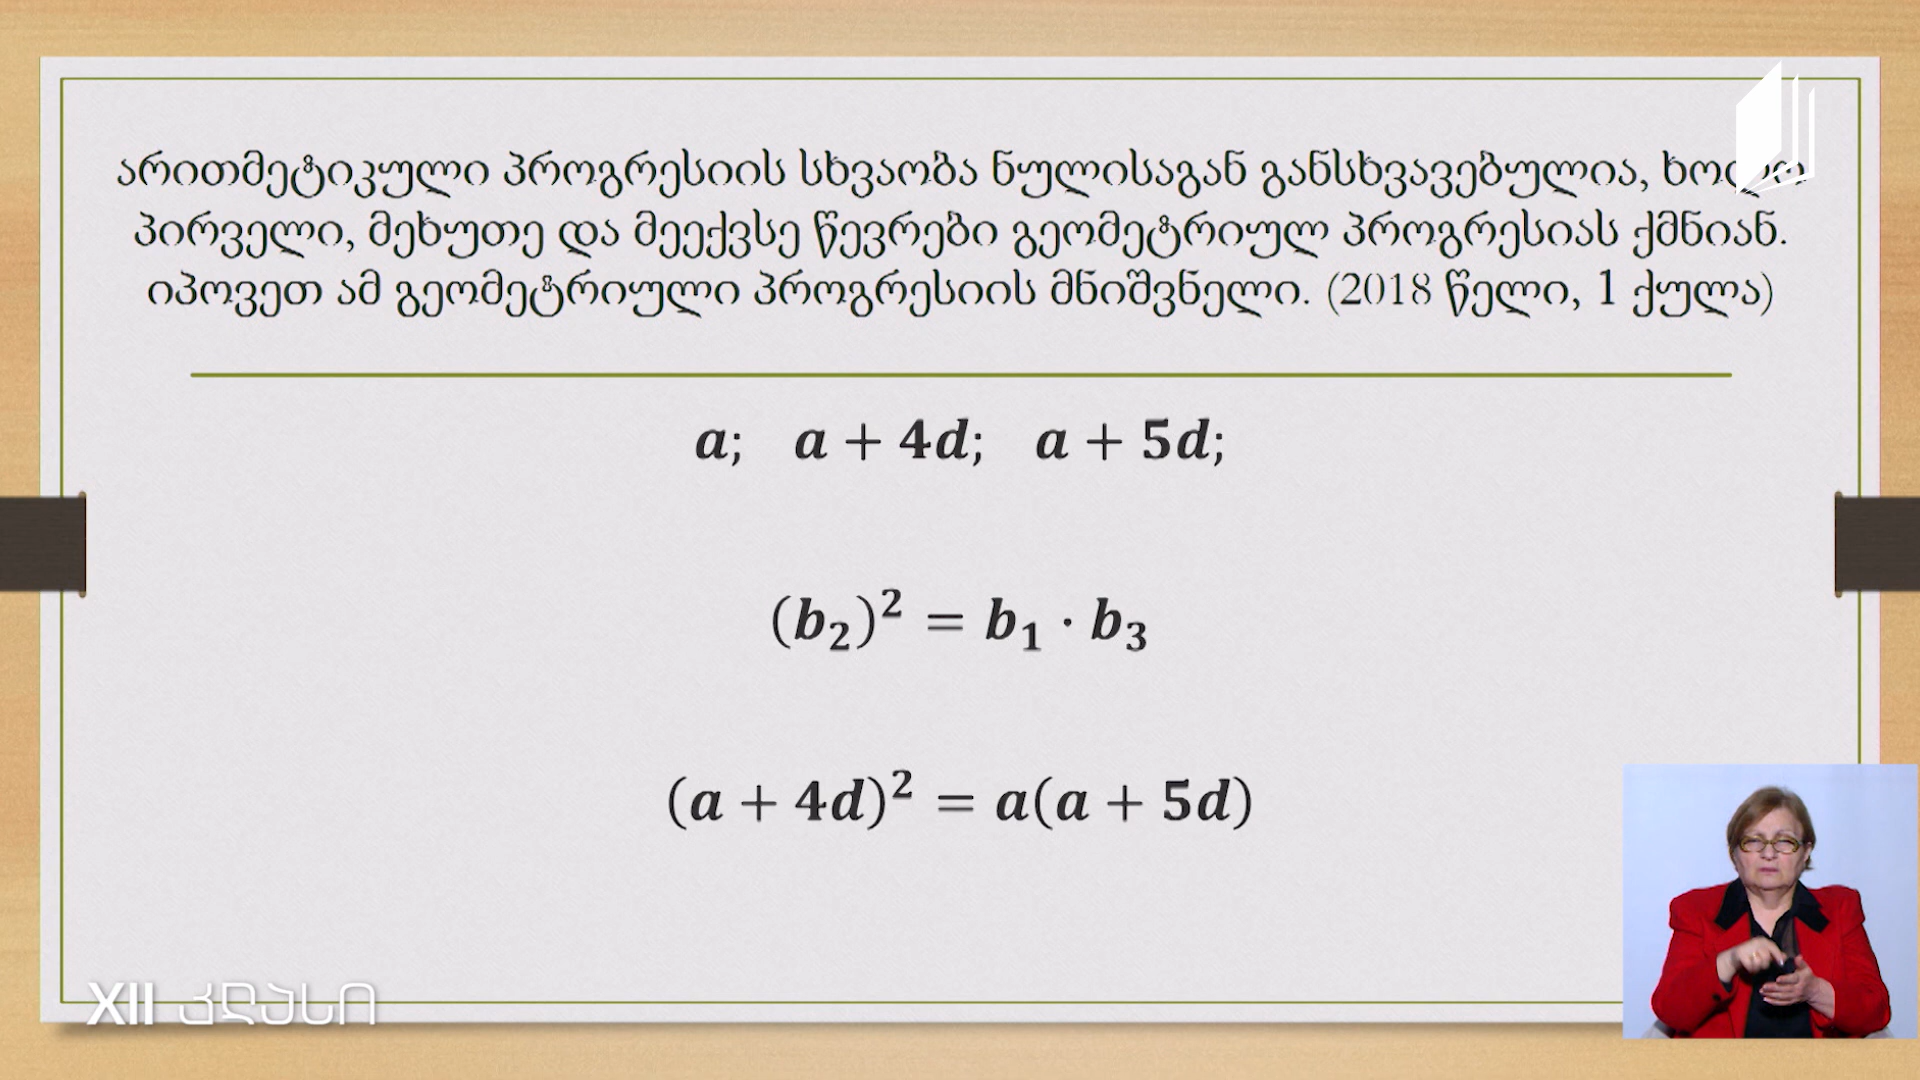 არითმეტიკული პროგრესიის სხვაობა ნულისაგან განსხვავებულია, ხოლო
პირველი, მეხუთე და მეექვსე წევრები გეომეტრიულ პროგრესიას ქმნიან.
იპოვეთ ამ გეომეტრიული პროგრესიის მნიშვნელი. (2018 წელი, 1 ქულა)
a; a + 4d; a + 5d;
(b₂)² = b₁ · b₃
(a + 4d)² = a(a + 5d)
XII კლასი